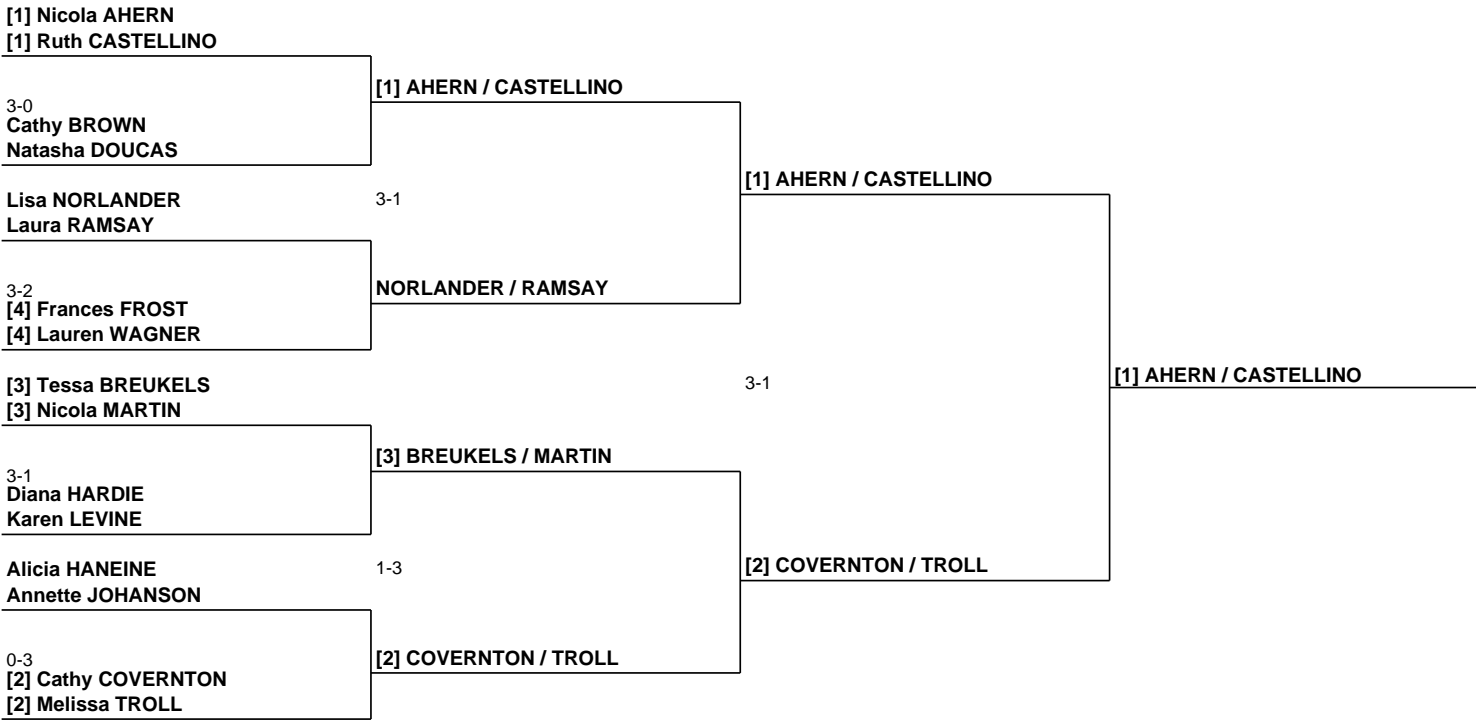 [1] Nicola AHERN
[1] Ruth CASTELLINO
[1] AHERN / CASTELLINO
3-0
Cathy BROWN
Natasha DOUCAS
[1] AHERN / CASTELLINO
Lisa NORLANDER
3-1
Laura RAMSAY
NORLANDER / RAMSAY
3-2
[4] Frances FROST
[4] Lauren WAGNER
[1] AHERN / CASTELLINO
[3] Tessa BREUKELS
3-1
[3] Nicola MARTIN
[3] BREUKELS / MARTIN
3-1
Diana HARDIE
Karen LEVINE
[2] COVERNTON / TROLL
Alicia HANEINE
1-3
Annette JOHANSON
[2] COVERNTON / TROLL
0-3
[2] Cathy COVERNTON
[2] Melissa TROLL